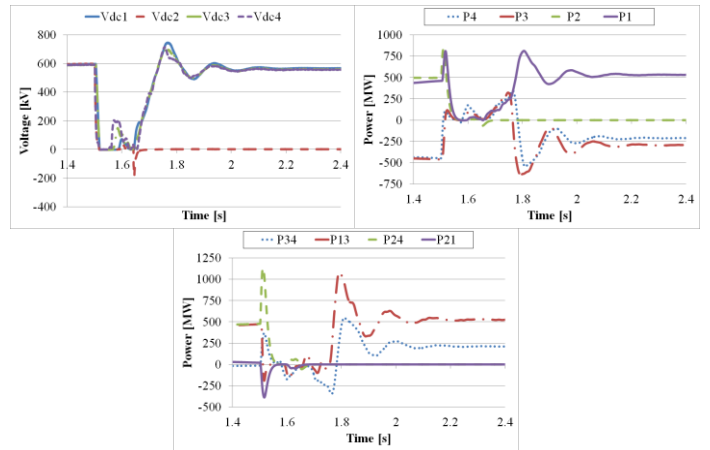 Vdc1 Vdc2 Vdc3 Vdc4
800
600
400
200
0
-200
-400
1.4 1.6 1.8 2 2.2 2.4
Voltage [kV]
Time [s]
P4 P3 P2 P1
1000
750
500
250
0
-250
-500
-750
1.4 1.6 1.8 2 2.2 2.4
Power [MW]
Time [s]
P34 P13 P24 P21
1250
1000
750
500
250
0
-250
-500
1.4 1.6 1.8 2 2.2 2.4
Power [MW]
Time [s]